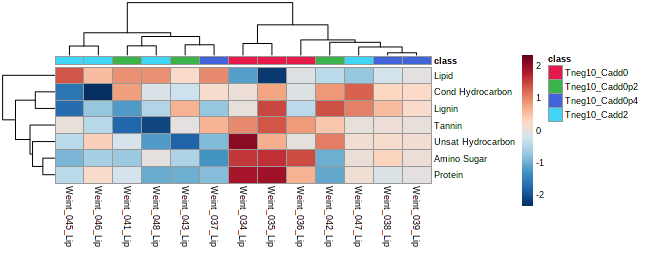 class
Lipid
Cond Hydrocarbon
Lignin
Tannin
Unsat Hydrocarbon
Amino Sugar
Protein
Weint_045_Lip
Weint_046_Lip
Weint_041_Lip
Weint_048_Lip
Weint_043_Lip
Weint_037_Lip
Weint_034_Lip
Weint_035_Lip
Weint_036_Lip
Weint_042_Lip
Weint_047_Lip
Weint_038_Lip
Weint_039_Lip
2
1
0
-1
-2
class
Tneg10_Cadd0
Tneg10_Cadd0p2
Tneg10_Cadd0p4
Tneg10_Cadd2